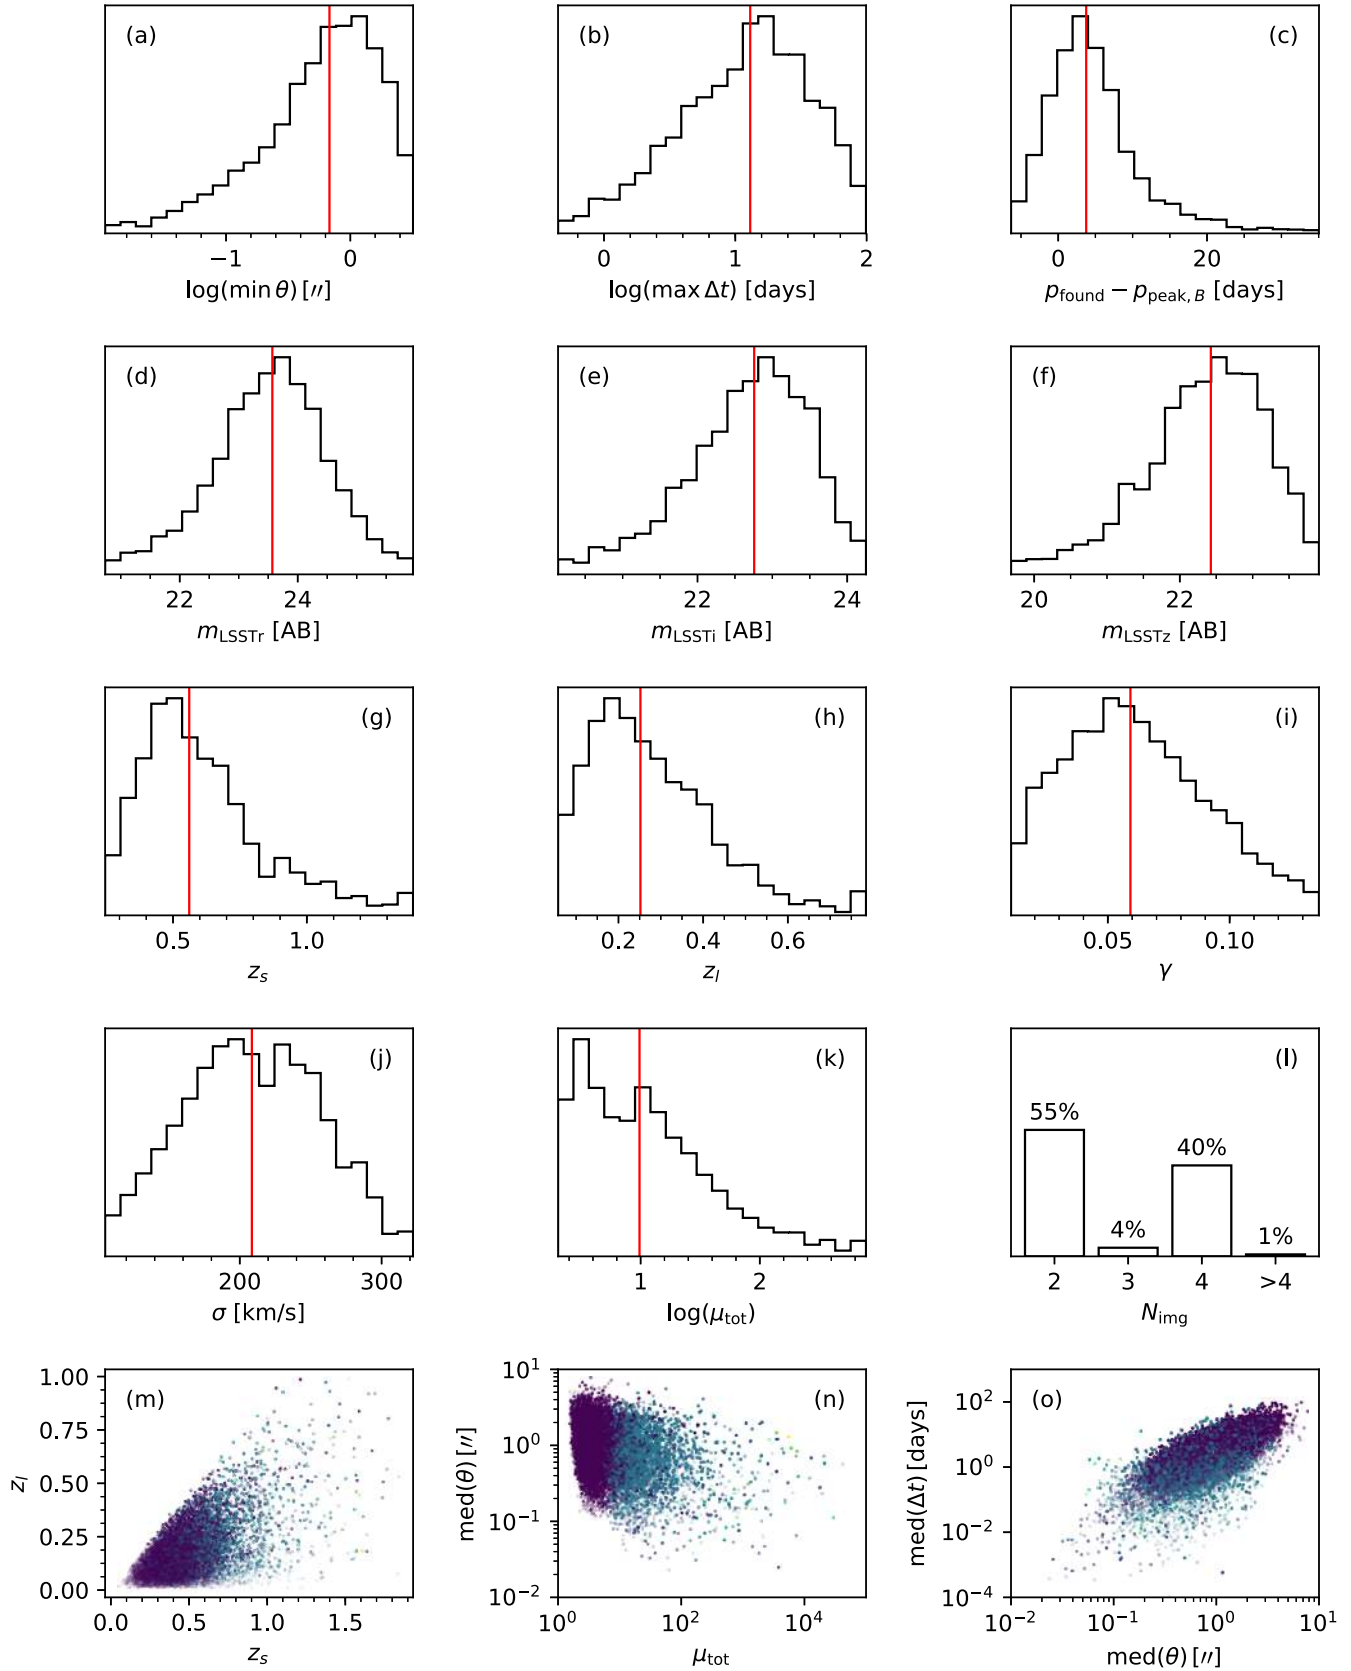 (a) (b) (c)
−1 0 0 1 2 0 20
log(min θ) [″] log(max Δt) [days] p_found − p_peak, B [days]
(d) (e) (f)
22 24 22 24 20 22
m_LSSTr [AB] m_LSSTi [AB] m_LSSTz [AB]
(g) (h) (i)
0.5 1.0 0.2 0.4 0.6 0.05 0.10
z_s z_l γ
(j) (k) (l)
55%
40%
4% 1%
200 300 1 2 2 3 4 >4
σ [km/s] log(μ_tot) N_img
(m) (n) (o)
1.00
0.75
0.50
0.25
0.00
z_l
0.0 0.5 1.0 1.5
z_s
10^1
10^0
10^−1
10^−2
med(θ) [″]
10^0 10^2 10^4
μ_tot
10^2
10^0
10^−2
10^−4
med(Δt) [days]
10^−2 10^−1 10^0 10^1
med(θ) [″]